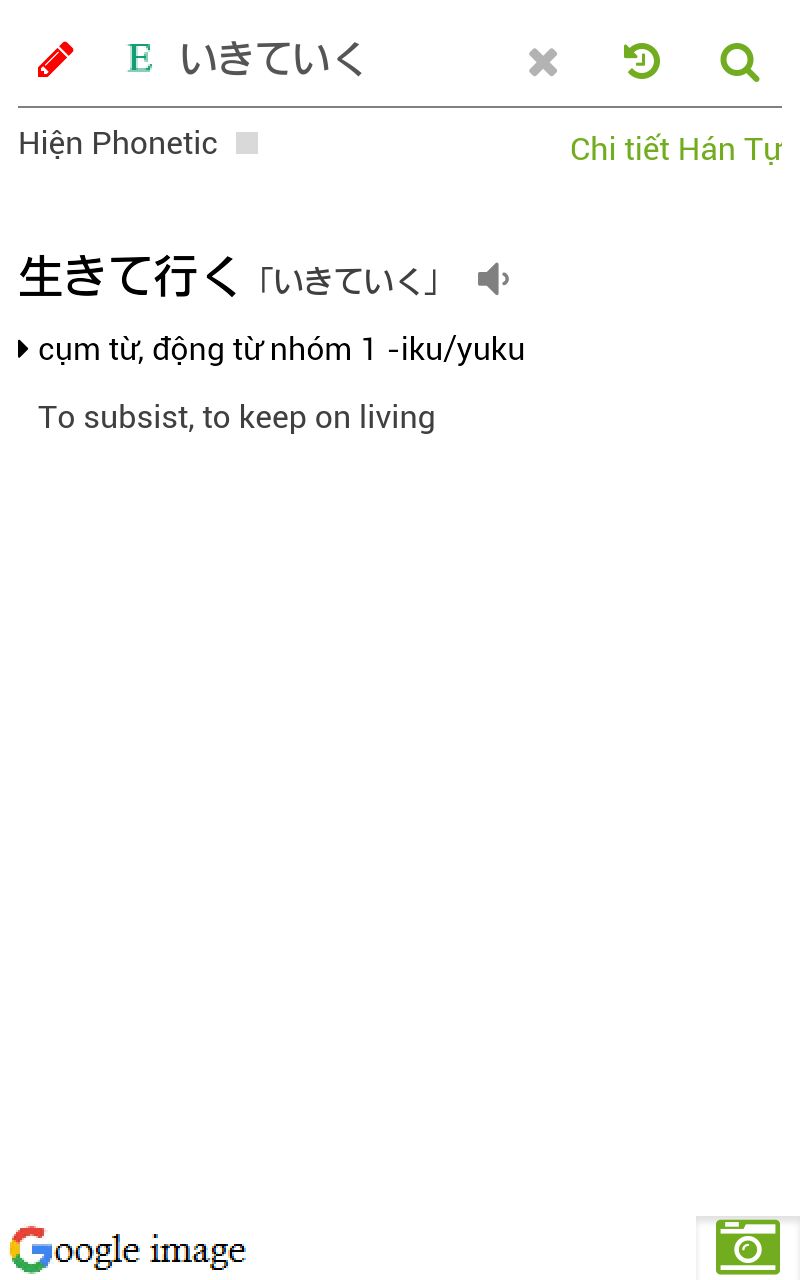 E いきていく
Hiện Phonetic
Chi tiết Hán Tự
生きて行く「いきていく」
cụm từ, động từ nhóm 1 -iku/yuku
To subsist, to keep on living
Google image